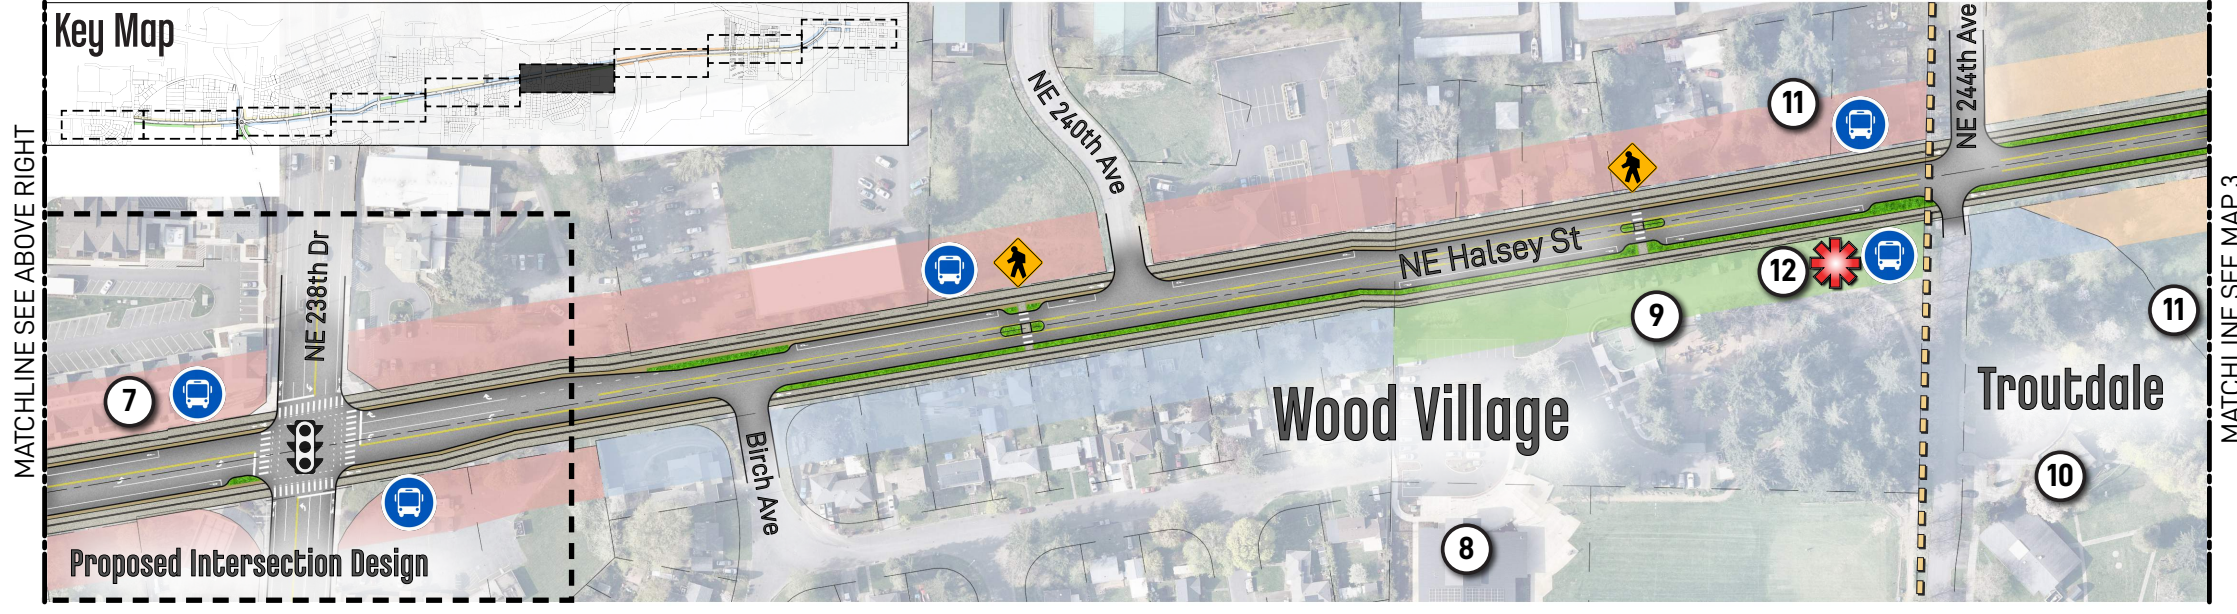 Key Map
MATCHLINE SEE ABOVE RIGHT
NE 238th Dr
7
Proposed Intersection Design
Birch Ave
NE 240th Ave
NE Halsey St
11
NE 244th Ave
12
9
Wood Village
8
Troutdale
10
11
MATCHLINE SEE MAP 3